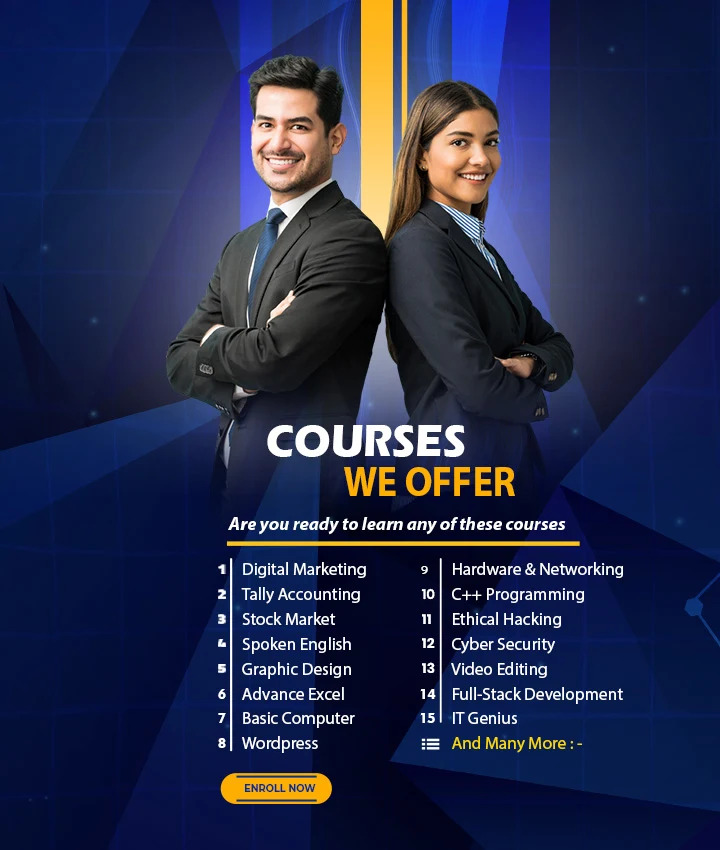 COURSES
WE OFFER
Are you ready to learn any of these courses
1 Digital Marketing
2 Tally Accounting
3 Stock Market
4 Spoken English
5 Graphic Design
6 Advance Excel
7 Basic Computer
8 Wordpress
9 Hardware & Networking
10 C++ Programming
11 Ethical Hacking
12 Cyber Security
13 Video Editing
14 Full-Stack Development
15 IT Genius
And Many More : -
ENROLL NOW